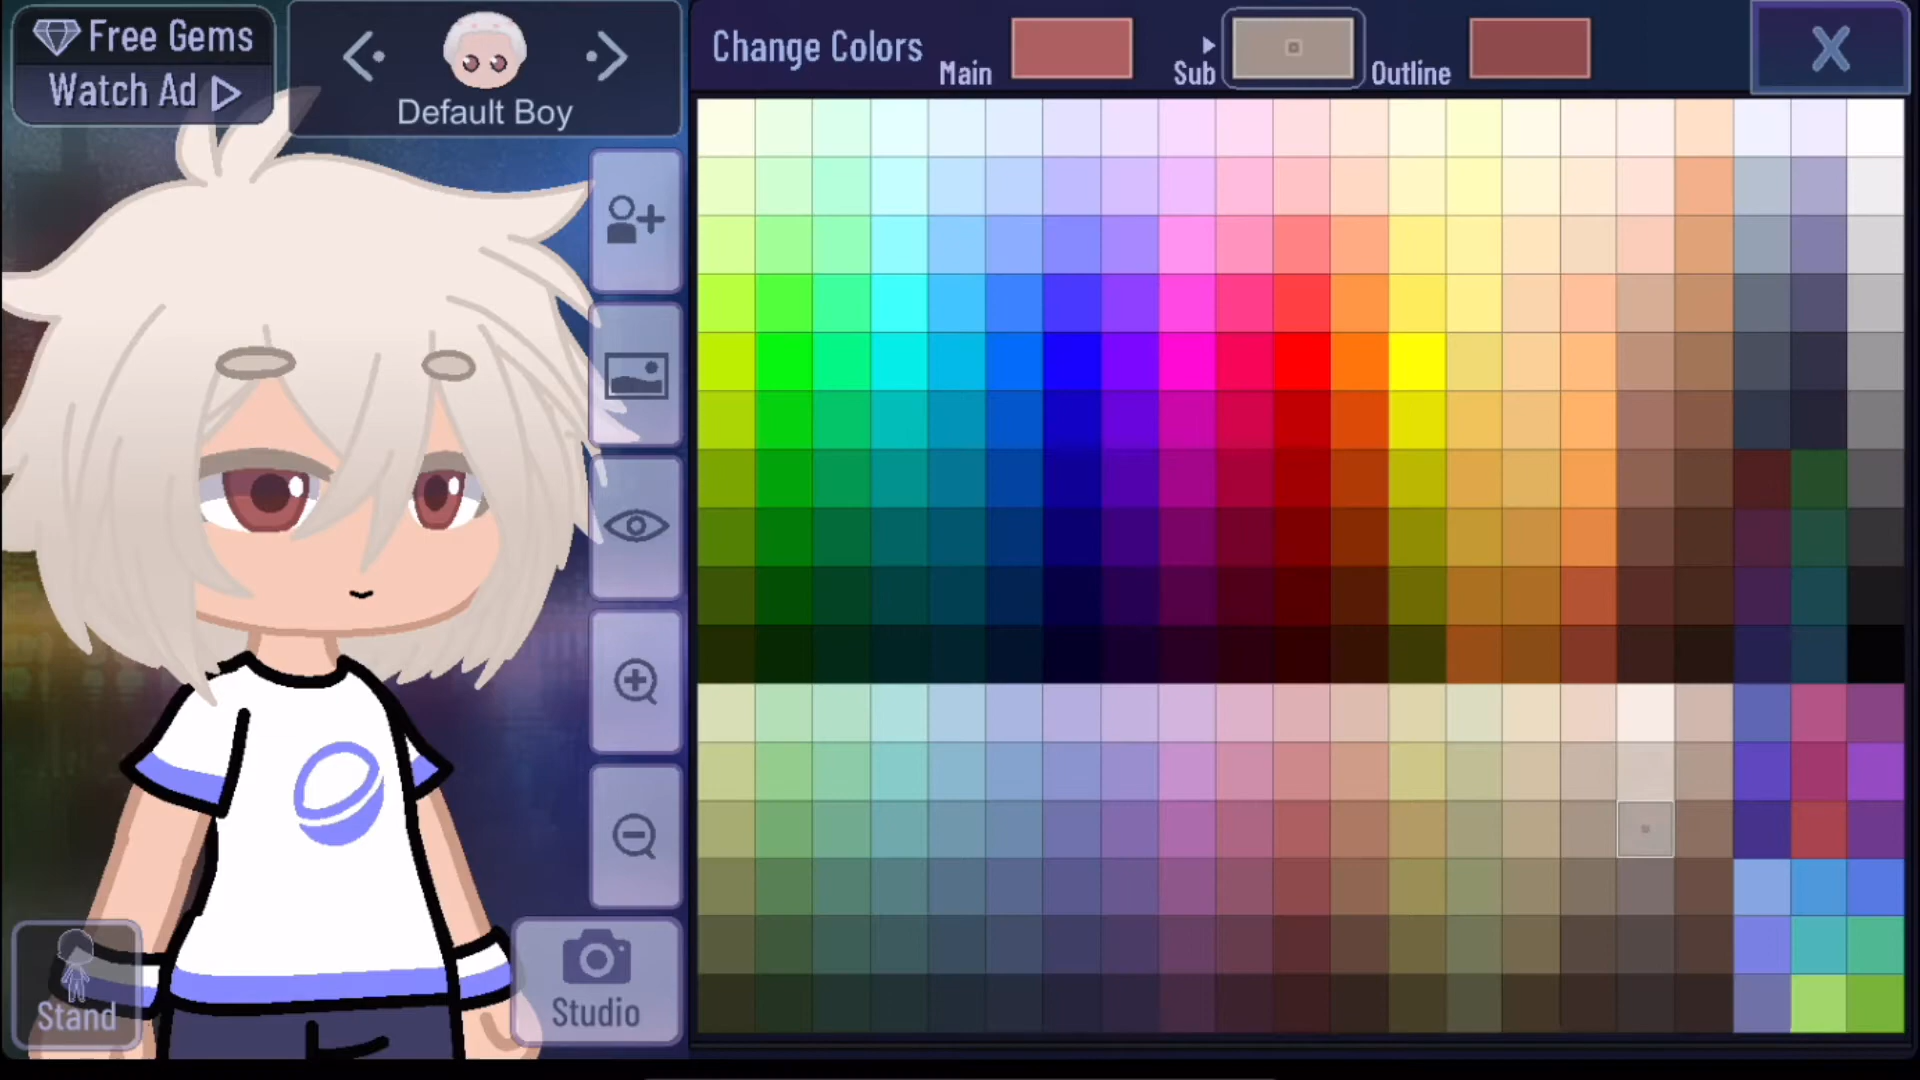 Free Gems
Watch Ad
Default Boy
Change Colors
Main
Sub
Outline
X
Stand
Studio